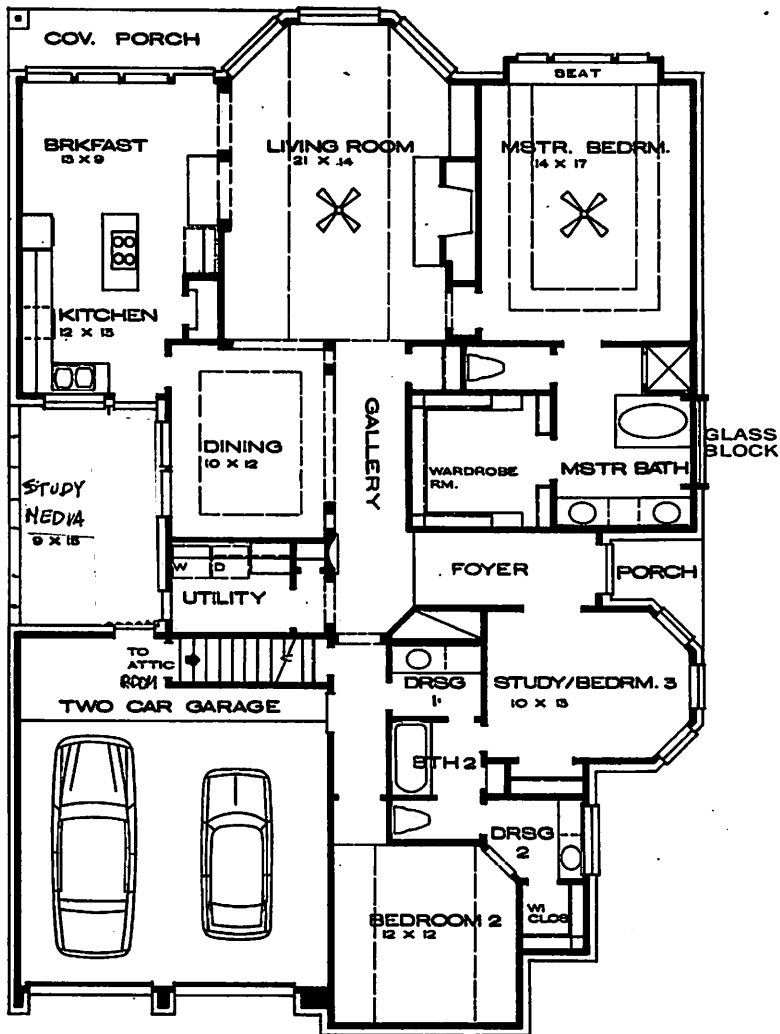 COV. PORCH
SEAT
BRKFAST
13 X 9
LIVING ROOM
21 X 14
MSTR. BEDRM.
14 X 17
KITCHEN
12 X 13
DINING
10 X 12
GALLERY
WARDROBE
RM.
MSTR BATH
GLASS
BLOCK
STUDY
MEDIA
9 X 15
W D
UTILITY
FOYER
PORCH
TO
ATTIC
ROOM
DRSG
1
STUDY/BEDRM. 3
10 X 13
TWO CAR GARAGE
BTH 2
DRSG
2
WI
CLOS
BEDROOM 2
12 X 12